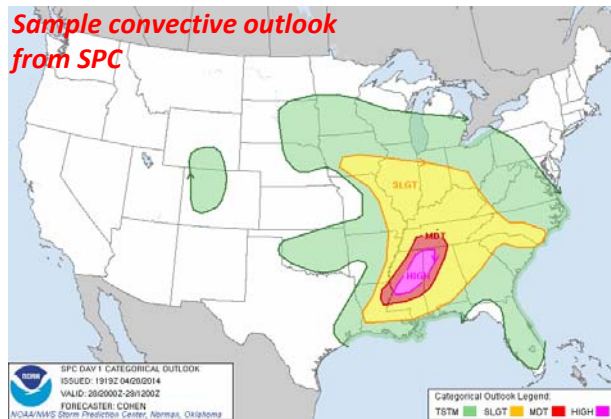 Sample convective outlook
from SPC
SLGT
MDT
HIGH
SPC DAY 1 CATEGORICAL OUTLOOK
ISSUED: 1919Z 04/28/2014
VALID: 28/2000Z-29/1200Z
FORECASTER: COHEN
NOAA/NWS Storm Prediction Center, Norman, Oklahoma
NOAA
Categorical Outlook Legend:
TSTM SLGT MDT HIGH